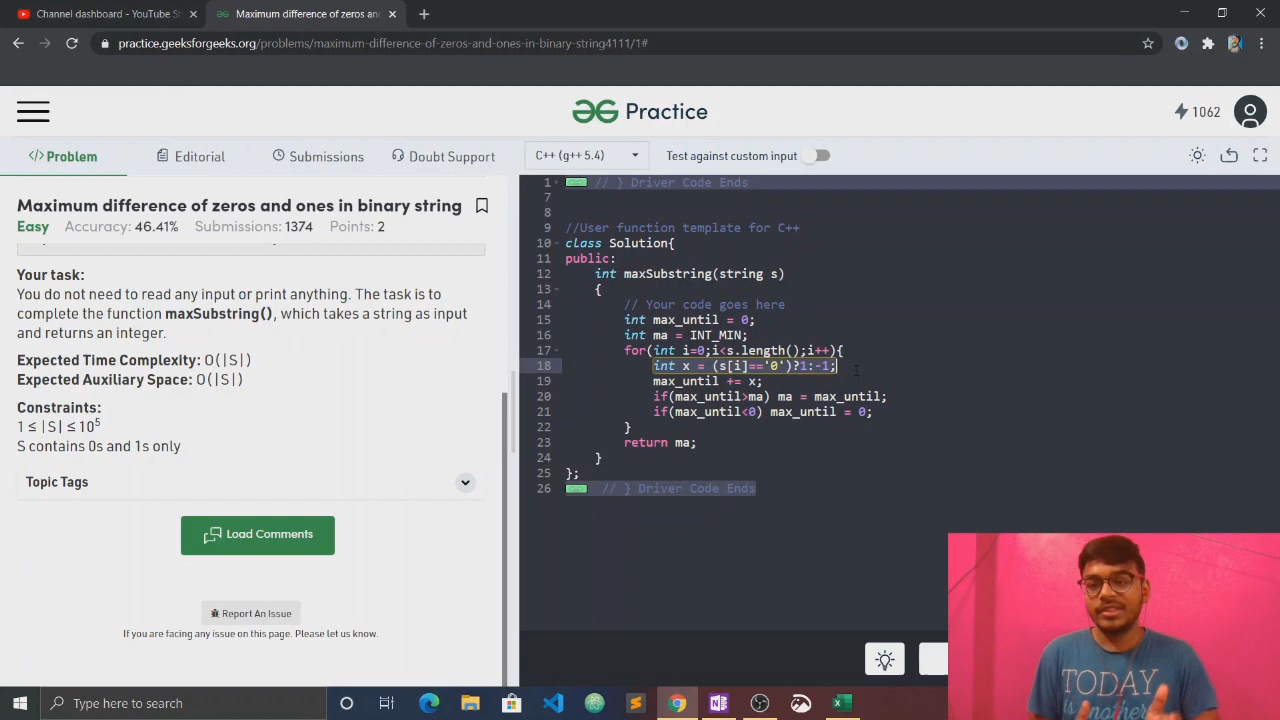 Channel dashboard - YouTube St
Maximum difference of zeros and
practice.geeksforgeeks.org/problems/maximum-difference-of-zeros-and-ones-in-binary-string4111/1#
Practice
1062
</> Problem
Editorial
Submissions
Doubt Support
C++ (g++ 5.4)
Test against custom input
Maximum difference of zeros and ones in binary string
Easy Accuracy: 46.41% Submissions: 1374 Points: 2
Your task:
You do not need to read any input or print anything. The task is to
complete the function maxSubstring(), which takes a string as input
and returns an integer.
Expected Time Complexity: O(|S|)
Expected Auxiliary Space: O(|S|)
Constraints:
1 ≤ |S| ≤ 10^5
S contains 0s and 1s only
Topic Tags
Load Comments
Report An Issue
If you are facing any issue on this page. Please let us know.
1 // } Driver Code Ends
7
8
9 //User function template for C++
10 class Solution{
11 public:
12 int maxSubstring(string s)
13 {
14 // Your code goes here
15 int max_until = 0;
16 int ma = INT_MIN;
17 for(int i=0;i<s.length();i++){
18 int x = (s[i]=='0')?1:-1;
19 max_until += x;
20 if(max_until>ma) ma = max_until;
21 if(max_until<0) max_until = 0;
22 }
23 return ma;
24 }
25 };
26 // } Driver Code Ends
TODAY
is another
Type here to search